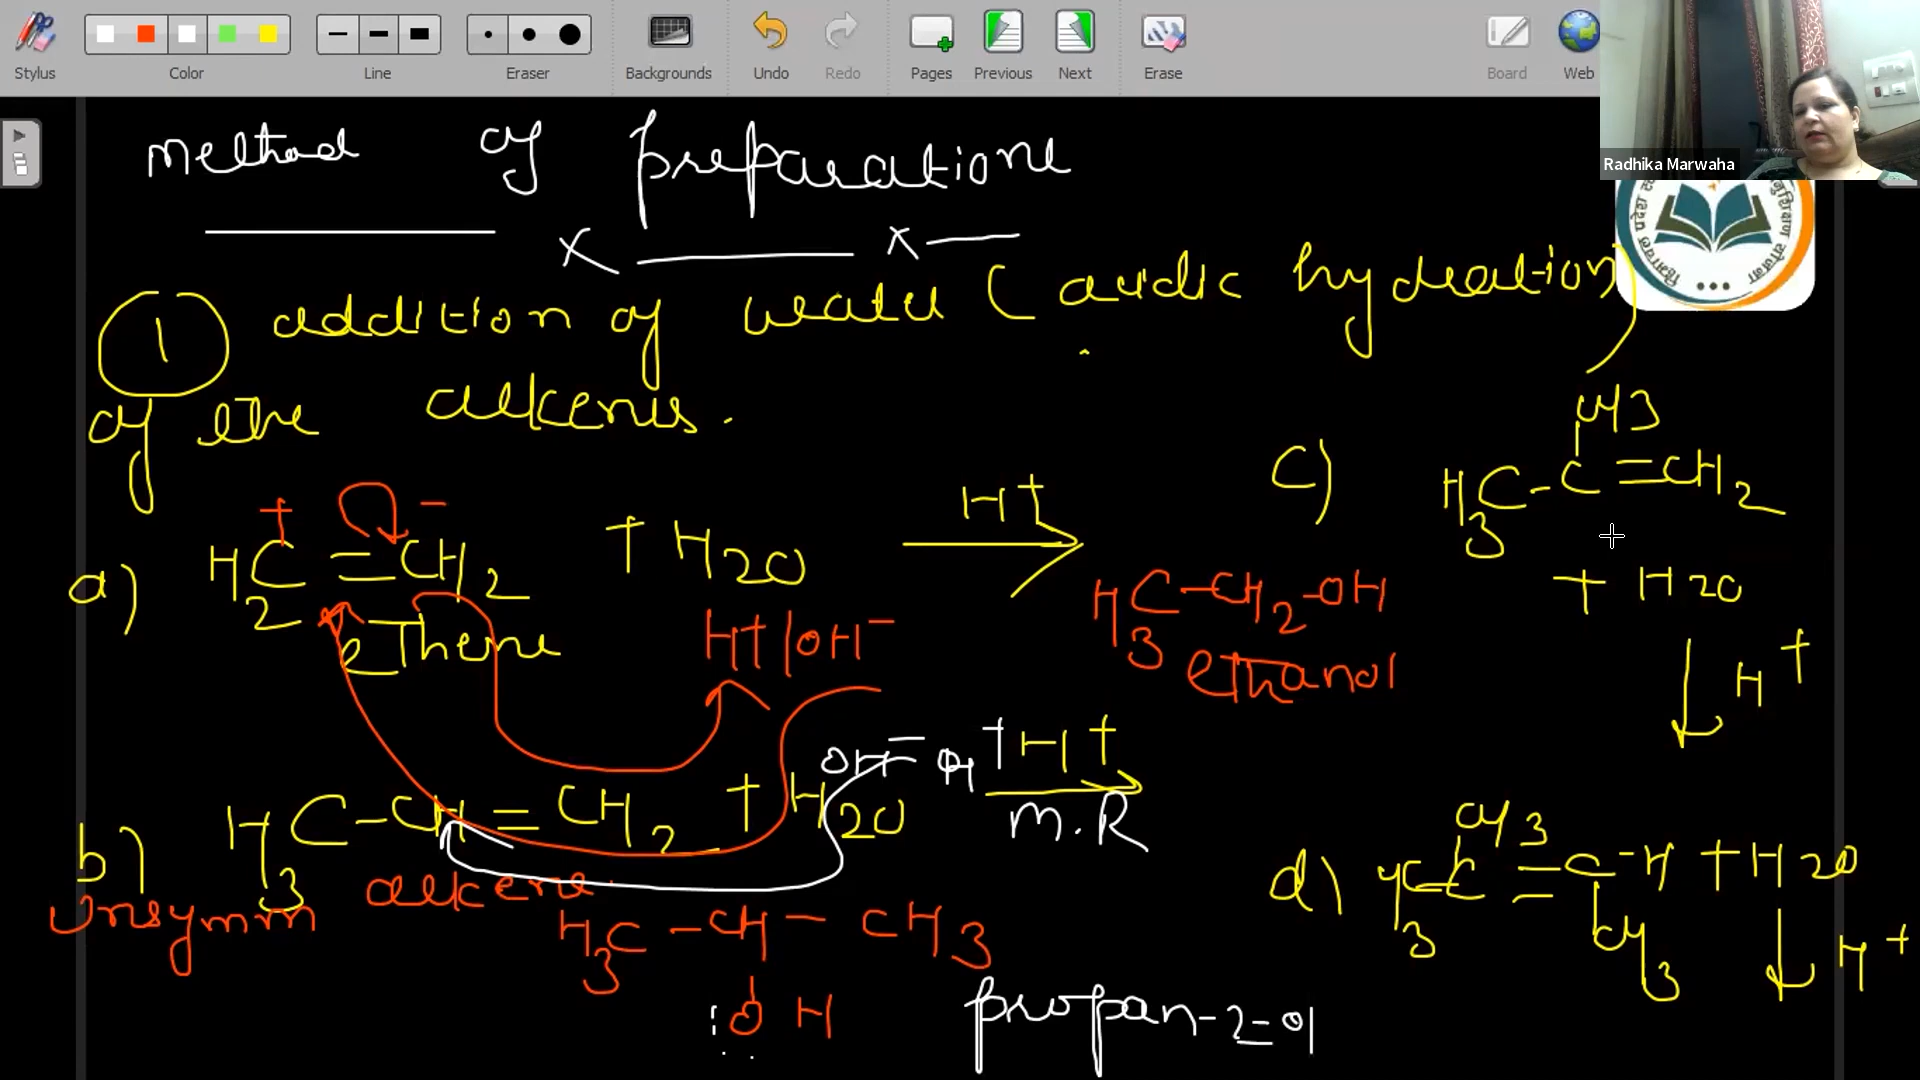 Stylus
Color
Line
Eraser
Backgrounds
Undo
Redo
Pages
Previous
Next
Erase
Board
Web
Radhika Marwaha
Method of preparations
1 addition of water (acidic hydration)
of the alkenes.
a) H2C=CH2 + H2O H+
+ -
ethene
H+/OH-
H3C-CH2-OH
ethanol
b) H3C-CH=CH2 + H2O H+
OH-
M.R
Unsymm alkene
H3C-CH-CH3
OH
propan-2-ol
c) CH3
H3C-C=CH2
+ H2O
H+
d) CH3
H3C-C=C-H + H2O
CH3
H+